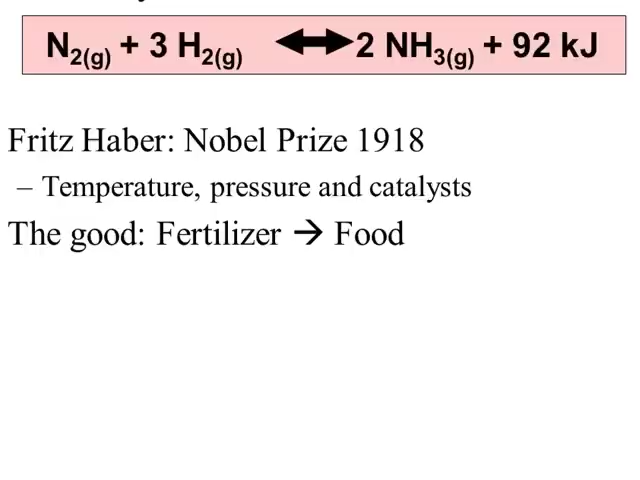 N2(g) + 3 H2(g) ⟷ 2 NH3(g) + 92 kJ
Fritz Haber: Nobel Prize 1918
– Temperature, pressure and catalysts
The good: Fertilizer → Food